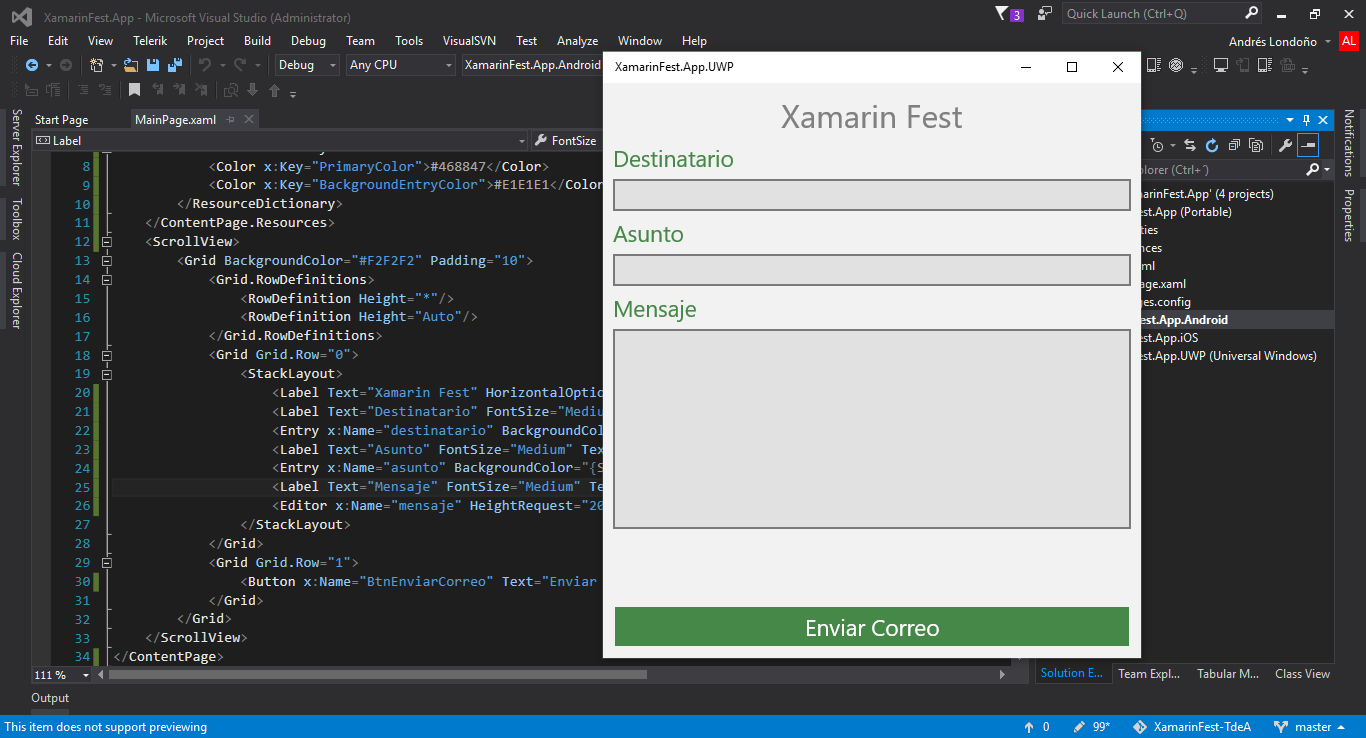 XamarinFest.App - Microsoft Visual Studio (Administrator)
3
Quick Launch (Ctrl+Q)
File Edit View Telerik Project Build Debug Team Tools VisualSVN Test Analyze Window Help
Andrés Londoño
AL
Debug
Any CPU
XamarinFest.App.Android
Server Explorer
Toolbox
Cloud Explorer
Start Page
MainPage.xaml
Label
FontSize
8 <Color x:Key="PrimaryColor">#468847</Color>
9 <Color x:Key="BackgroundEntryColor">#E1E1E1</Color
10 </ResourceDictionary>
11 </ContentPage.Resources>
12 <ScrollView>
13 <Grid BackgroundColor="#F2F2F2" Padding="10">
14 <Grid.RowDefinitions>
15 <RowDefinition Height="*"/>
16 <RowDefinition Height="Auto"/>
17 </Grid.RowDefinitions>
18 <Grid Grid.Row="0">
19 <StackLayout>
20 <Label Text="Xamarin Fest" HorizontalOptio
21 <Label Text="Destinatario" FontSize="Mediu
22 <Entry x:Name="destinatario" BackgroundCol
23 <Label Text="Asunto" FontSize="Medium" Tex
24 <Entry x:Name="asunto" BackgroundColor="{S
25 <Label Text="Mensaje" FontSize="Medium" Te
26 <Editor x:Name="mensaje" HeightRequest="20
27 </StackLayout>
28 </Grid>
29 <Grid Grid.Row="1">
30 <Button x:Name="BtnEnviarCorreo" Text="Enviar
31 </Grid>
32 </Grid>
33 </ScrollView>
34 </ContentPage>
111 %
XamarinFest.App.UWP
Xamarin Fest
Destinatario
Asunto
Mensaje
Enviar Correo
plorer (Ctrl+´)
marinFest.App' (4 projects)
est.App (Portable)
ties
nces
ml
age.xaml
ges.config
est.App.Android
est.App.iOS
est.App.UWP (Universal Windows)
Notifications
Properties
Solution E... Team Expl... Tabular M... Class View
Output
This item does not support previewing
0
99*
XamarinFest-TdeA
master